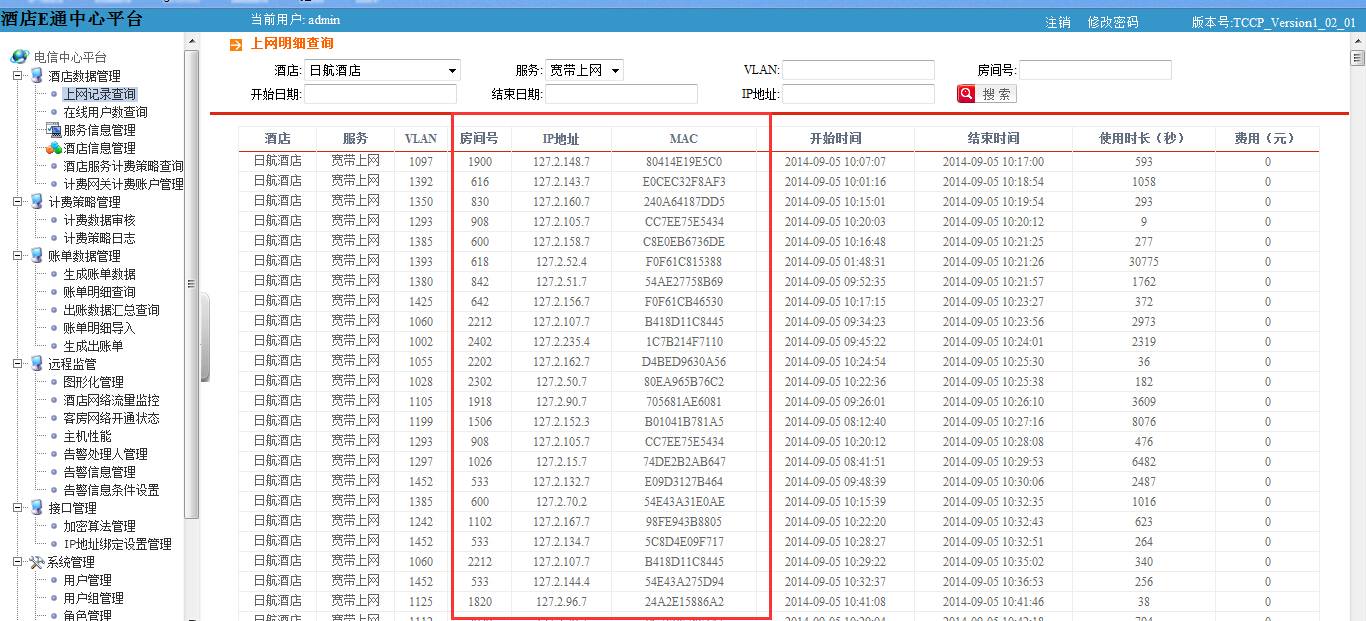 酒店E通中心平台
当前用户: admin
注销 修改密码 版本号:TCCP_Version1_02_01
电信中心平台
酒店数据管理
上网记录查询
在线用户数查询
服务信息管理
酒店信息管理
酒店服务计费策略查询
计费网关计费账户管理
计费策略管理
计费数据审核
计费策略日志
账单数据管理
生成账单数据
账单明细查询
出账数据汇总查询
账单明细导入
生成出账单
远程监管
图形化管理
酒店网络流量监控
客房网络开通状态
主机性能
告警处理人管理
告警信息管理
告警信息条件设置
接口管理
加密算法管理
IP地址绑定设置管理
系统管理
用户管理
用户组管理
角色管理
上网明细查询
酒店: 日航酒店 服务: 宽带上网 VLAN: 房间号:
开始日期: 结束日期: IP地址: 搜 索
酒店 服务 VLAN 房间号 IP地址 MAC 开始时间 结束时间 使用时长（秒） 费用（元）
日航酒店 宽带上网 1097 1900 127.2.148.7 80414E19E5C0 2014-09-05 10:07:07 2014-09-05 10:17:00 593 0
日航酒店 宽带上网 1392 616 127.2.143.7 E0CEC32F8AF3 2014-09-05 10:01:16 2014-09-05 10:18:54 1058 0
日航酒店 宽带上网 1350 830 127.2.160.7 240A64187DD5 2014-09-05 10:15:01 2014-09-05 10:19:54 293 0
日航酒店 宽带上网 1293 908 127.2.105.7 CC7EE75E5434 2014-09-05 10:20:03 2014-09-05 10:20:12 9 0
日航酒店 宽带上网 1385 600 127.2.158.7 C8E0EB6736DE 2014-09-05 10:16:48 2014-09-05 10:21:25 277 0
日航酒店 宽带上网 1393 618 127.2.52.4 F0F61C815388 2014-09-05 01:48:31 2014-09-05 10:21:26 30775 0
日航酒店 宽带上网 1380 842 127.2.51.7 54AE27758B69 2014-09-05 09:52:35 2014-09-05 10:21:57 1762 0
日航酒店 宽带上网 1425 642 127.2.156.7 F0F61CB46530 2014-09-05 10:17:15 2014-09-05 10:23:27 372 0
日航酒店 宽带上网 1060 2212 127.2.107.7 B418D11C8445 2014-09-05 09:34:23 2014-09-05 10:23:56 2973 0
日航酒店 宽带上网 1002 2402 127.2.235.4 1C7B214F7110 2014-09-05 09:45:22 2014-09-05 10:24:01 2319 0
日航酒店 宽带上网 1055 2202 127.2.162.7 D4BED9630A56 2014-09-05 10:24:54 2014-09-05 10:25:30 36 0
日航酒店 宽带上网 1028 2302 127.2.50.7 80EA965B76C2 2014-09-05 10:22:36 2014-09-05 10:25:38 182 0
日航酒店 宽带上网 1105 1918 127.2.90.7 705681AE6081 2014-09-05 09:26:01 2014-09-05 10:26:10 3609 0
日航酒店 宽带上网 1199 1506 127.2.152.3 B01041B781A5 2014-09-05 08:12:40 2014-09-05 10:27:16 8076 0
日航酒店 宽带上网 1293 908 127.2.105.7 CC7EE75E5434 2014-09-05 10:20:12 2014-09-05 10:28:08 476 0
日航酒店 宽带上网 1297 1026 127.2.15.7 74DE2B2AB647 2014-09-05 08:41:51 2014-09-05 10:29:53 6482 0
日航酒店 宽带上网 1452 533 127.2.132.7 E09D3127B464 2014-09-05 09:48:39 2014-09-05 10:30:06 2487 0
日航酒店 宽带上网 1385 600 127.2.70.2 54E43A31E0AE 2014-09-05 10:15:39 2014-09-05 10:32:35 1016 0
日航酒店 宽带上网 1242 1102 127.2.167.7 98FE943B8805 2014-09-05 10:22:20 2014-09-05 10:32:43 623 0
日航酒店 宽带上网 1452 533 127.2.134.7 5C8D4E09F717 2014-09-05 10:28:27 2014-09-05 10:32:51 264 0
日航酒店 宽带上网 1060 2212 127.2.107.7 B418D11C8445 2014-09-05 10:29:22 2014-09-05 10:35:02 340 0
日航酒店 宽带上网 1452 533 127.2.144.4 54E43A275D94 2014-09-05 10:32:37 2014-09-05 10:36:53 256 0
日航酒店 宽带上网 1125 1820 127.2.96.7 24A2E15886A2 2014-09-05 10:41:08 2014-09-05 10:41:46 38 0